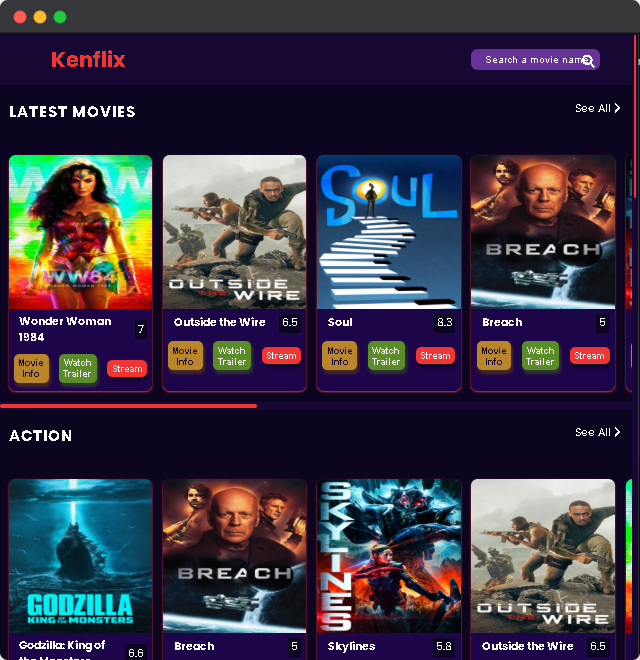 Kenflix
Search a movie name
LATEST MOVIES
See All
WW84
WONDER WOMAN 1984
OUTSIDE
THE WIRE
SOUL
BREACH
Wonder Woman
1984
7
Outside the Wire
6.5
Soul
8.3
Breach
5
Movie
Info
Watch
Trailer
Stream
Movie
Info
Watch
Trailer
Stream
Movie
Info
Watch
Trailer
Stream
Movie
Info
Watch
Trailer
Stream
ACTION
See All
GODZILLA
KING OF THE MONSTERS
BREACH
SKYLINES
OUTSIDE
THE WIRE
Godzilla: King of
the Monsters
6.6
Breach
5
Skylines
5.8
Outside the Wire
6.5